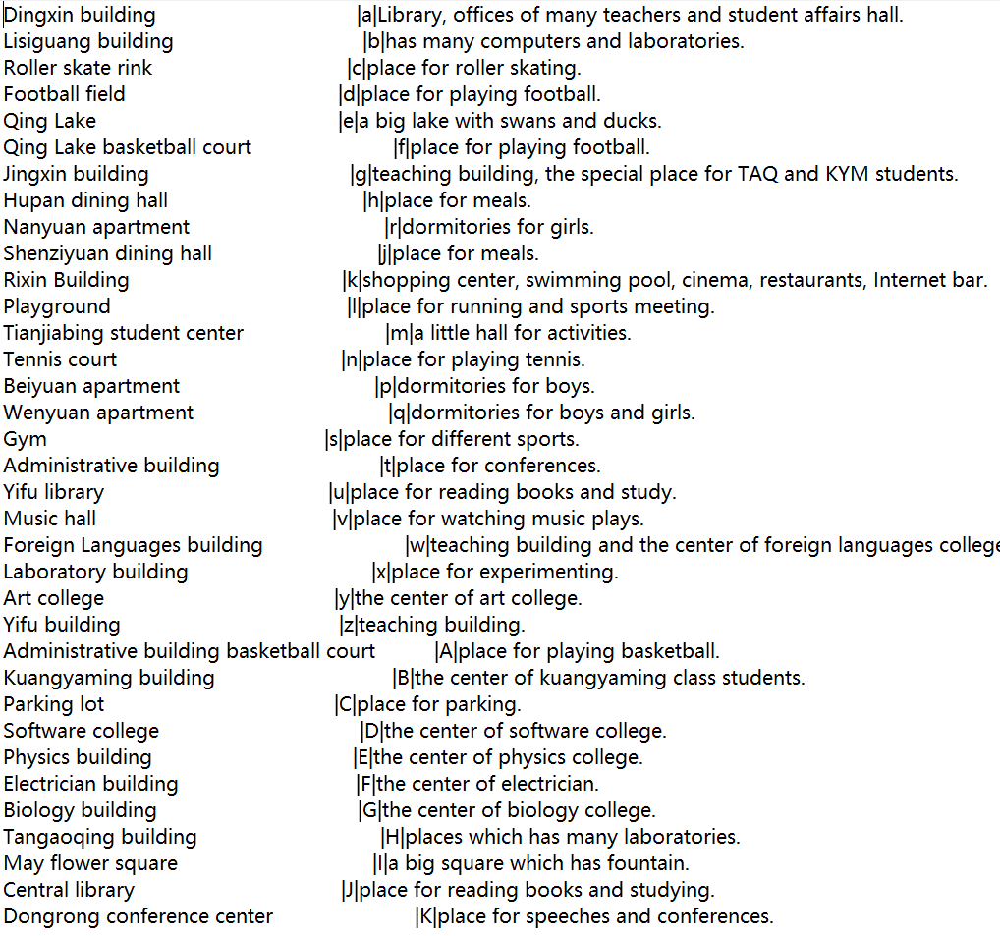 Dingxin building |a|Library, offices of many teachers and student affairs hall.
Lisiguang building |b|has many computers and laboratories.
Roller skate rink |c|place for roller skating.
Football field |d|place for playing football.
Qing Lake |e|a big lake with swans and ducks.
Qing Lake basketball court |f|place for playing football.
Jingxin building |g|teaching building, the special place for TAQ and KYM students.
Hupan dining hall |h|place for meals.
Nanyuan apartment |r|dormitories for girls.
Shenziyuan dining hall |j|place for meals.
Rixin Building |k|shopping center, swimming pool, cinema, restaurants, Internet bar.
Playground |l|place for running and sports meeting.
Tianjiabing student center |m|a little hall for activities.
Tennis court |n|place for playing tennis.
Beiyuan apartment |p|dormitories for boys.
Wenyuan apartment |q|dormitories for boys and girls.
Gym |s|place for different sports.
Administrative building |t|place for conferences.
Yifu library |u|place for reading books and study.
Music hall |v|place for watching music plays.
Foreign Languages building |w|teaching building and the center of foreign languages college
Laboratory building |x|place for experimenting.
Art college |y|the center of art college.
Yifu building |z|teaching building.
Administrative building basketball court |A|place for playing basketball.
Kuangyaming building |B|the center of kuangyaming class students.
Parking lot |C|place for parking.
Software college |D|the center of software college.
Physics building |E|the center of physics college.
Electrician building |F|the center of electrician.
Biology building |G|the center of biology college.
Tangaoqing building |H|places which has many laboratories.
May flower square |I|a big square which has fountain.
Central library |J|place for reading books and studying.
Dongrong conference center |K|place for speeches and conferences.